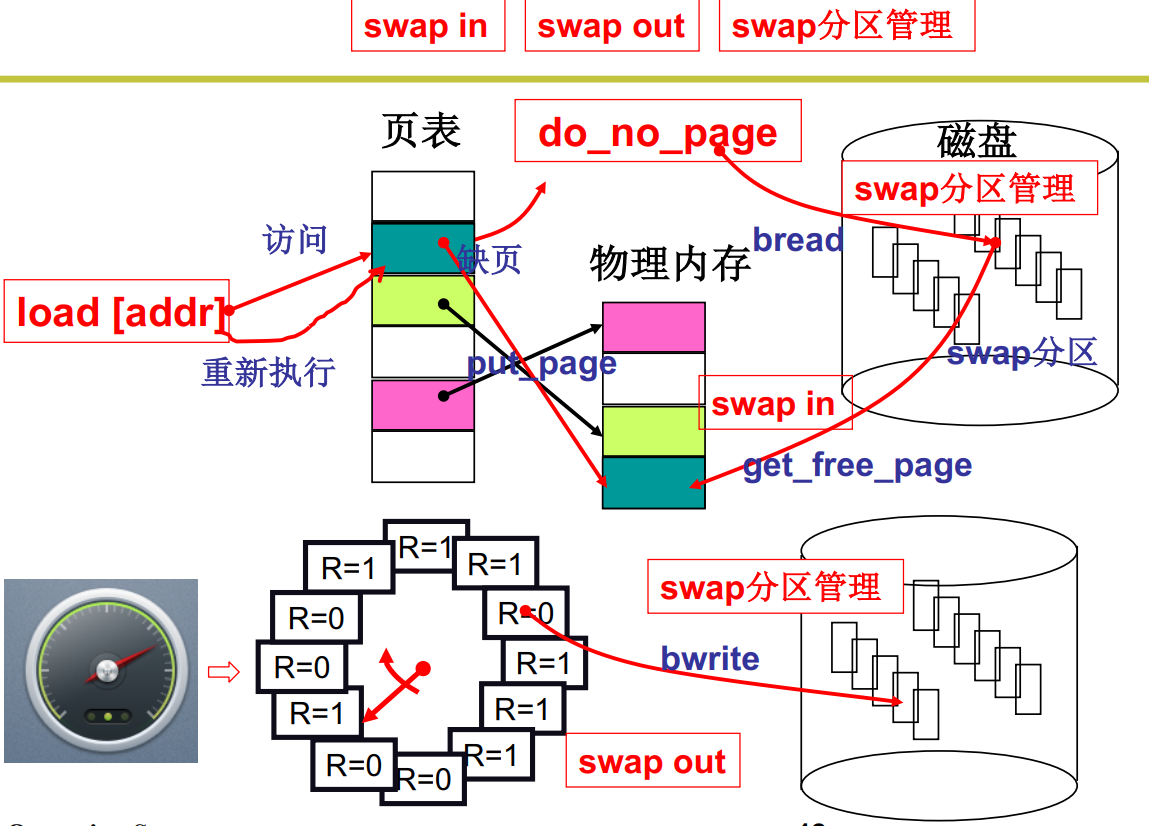 swap in
swap out
swap分区管理
页表
do_no_page
磁盘
swap分区管理
访问
缺页
物理内存
bread
load [addr]
重新执行
put_page
swap分区
swap in
get_free_page
R=1
R=1
R=1
R=0
R=0
R=0
R=1
R=1
R=1
R=0
R=0
R=1
swap分区管理
bwrite
swap out